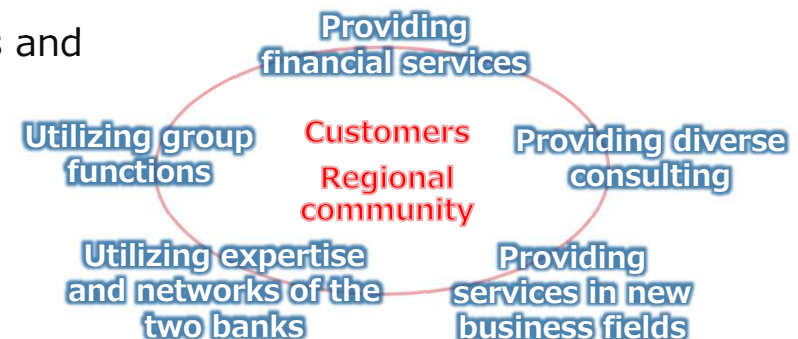 s and
Providing
financial services
Utilizing group
functions
Customers
Regional
community
Providing diverse
consulting
Utilizing expertise
and networks of the
two banks
Providing
services in new
business fields